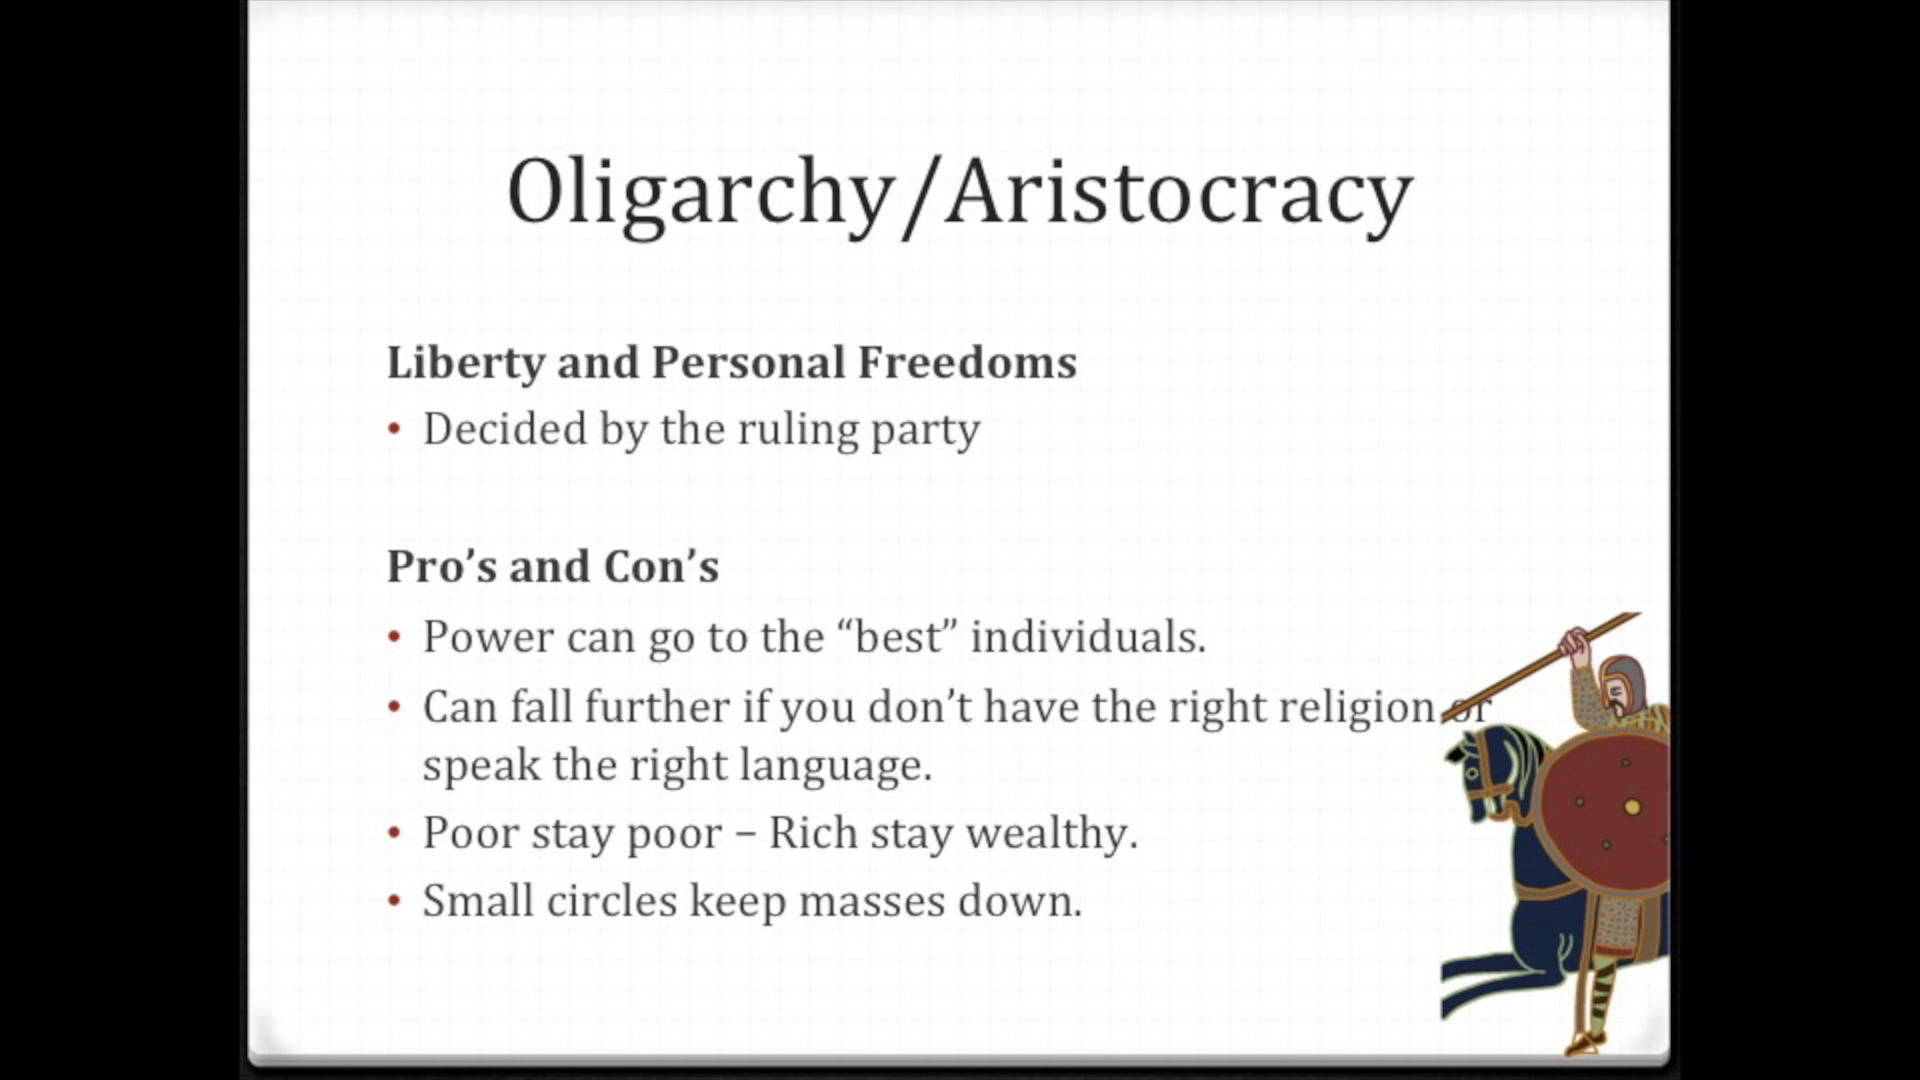 Oligarchy/Aristocracy
Liberty and Personal Freedoms
• Decided by the ruling party
Pro’s and Con’s
• Power can go to the “best” individuals.
• Can fall further if you don’t have the right religion or
speak the right language.
• Poor stay poor – Rich stay wealthy.
• Small circles keep masses down.